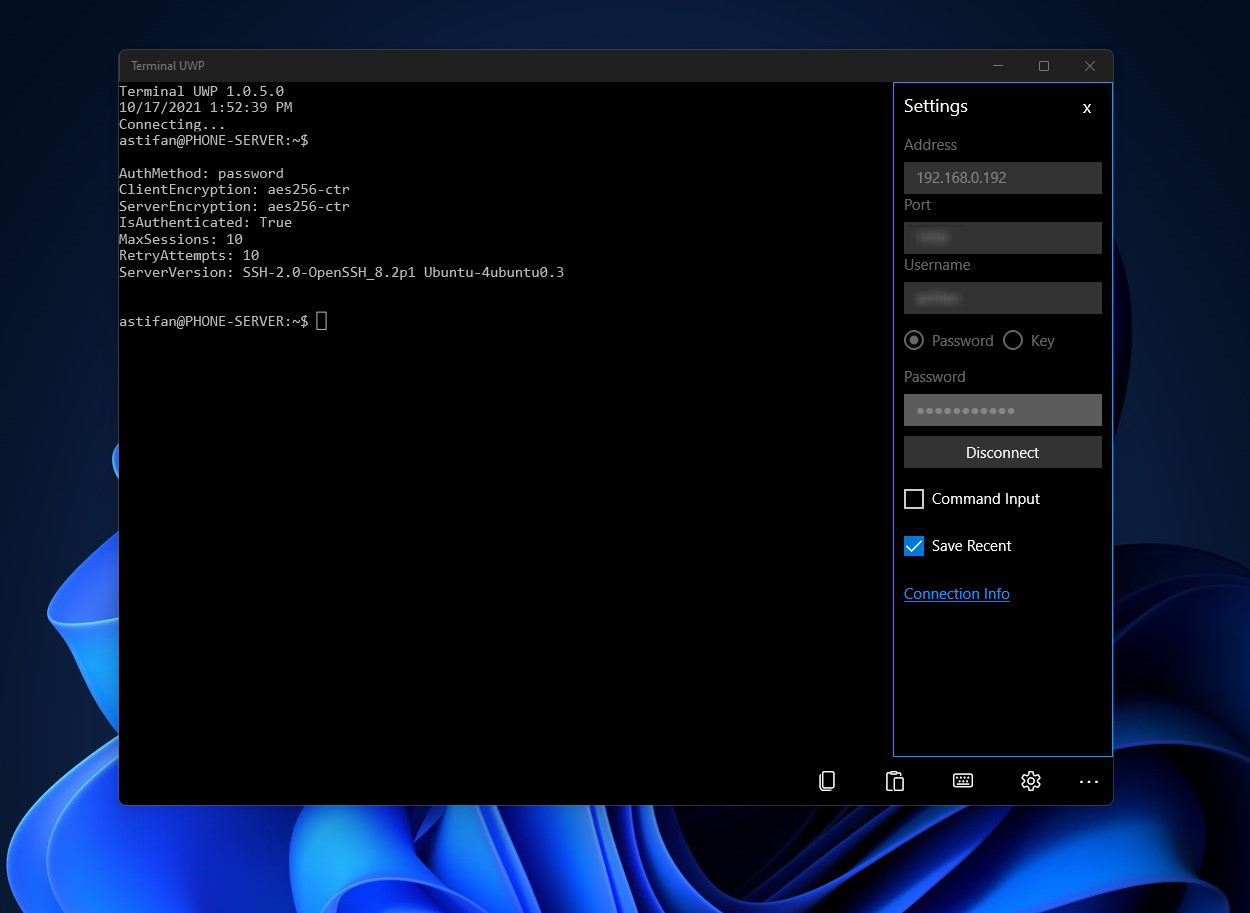 Terminal UWP
Terminal UWP 1.0.5.0
10/17/2021 1:52:39 PM
Connecting...
astifan@PHONE-SERVER:~$
AuthMethod: password
ClientEncryption: aes256-ctr
ServerEncryption: aes256-ctr
IsAuthenticated: True
MaxSessions: 10
RetryAttempts: 10
ServerVersion: SSH-2.0-OpenSSH_8.2p1 Ubuntu-4ubuntu0.3
astifan@PHONE-SERVER:~$
Settings x
Address
192.168.0.192
Port
Username
Password Key
Password
●●●●●●●●●●●
Disconnect
Command Input
Save Recent
Connection Info